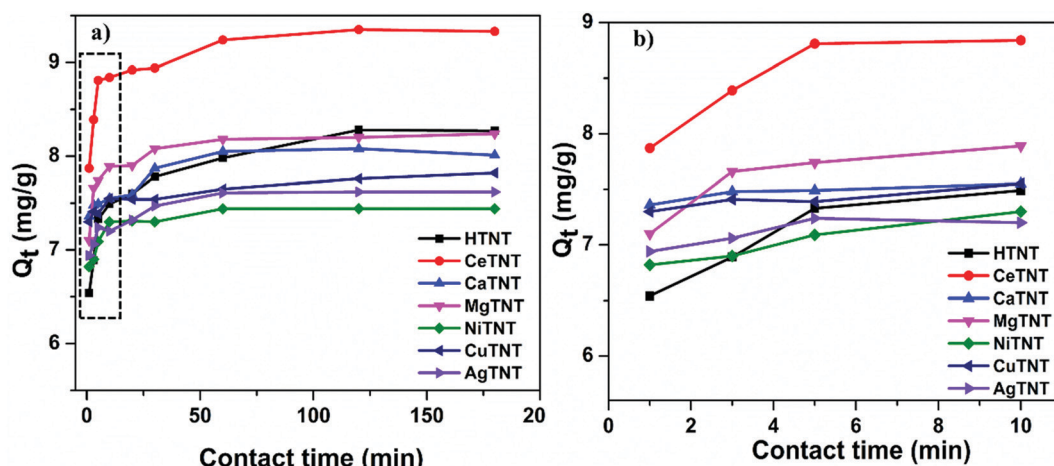 a)
9
8
7
6
Qt (mg/g)
HTNT
CeTNT
CaTNT
MgTNT
NiTNT
CuTNT
AgTNT
0 50 100 150 20
Contact time (min)
b)
9
8
7
6
Qt (mg/g)
HTNT
CeTNT
CaTNT
MgTNT
NiTNT
CuTNT
AgTNT
0 2 4 6 8 10
Contact time (min)